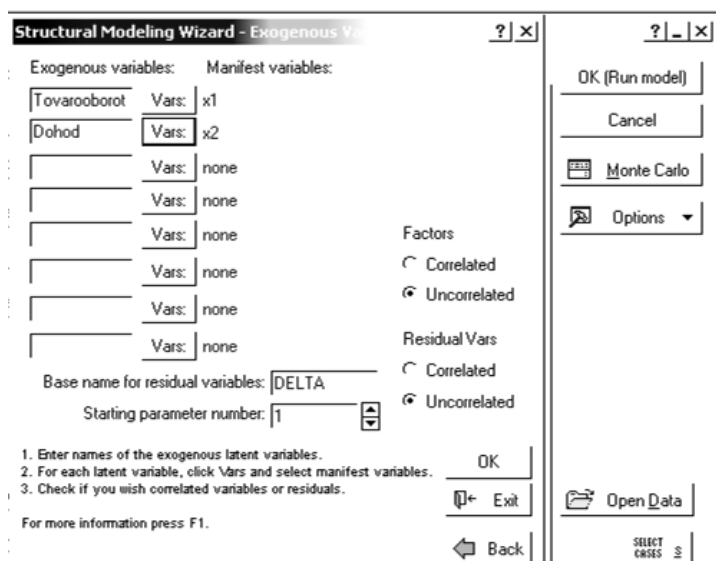 Structural Modeling Wizard - Exogenous Va
Exogenous variables: Manifest variables:
Tovarooborot Vars: x1
Dohod Vars: x2
Vars: none
Vars: none
Vars: none
Vars: none
Vars: none
Vars: none
Factors
Correlated
Uncorrelated
Residual Vars
Correlated
Uncorrelated
Base name for residual variables: DELTA
Starting parameter number: 1
1. Enter names of the exogenous latent variables.
2. For each latent variable, click Vars and select manifest variables.
3. Check if you wish correlated variables or residuals.
For more information press F1.
OK
Exit
Back
OK (Run model)
Cancel
Monte Carlo
Options
Open Data
SELECT
CASES S